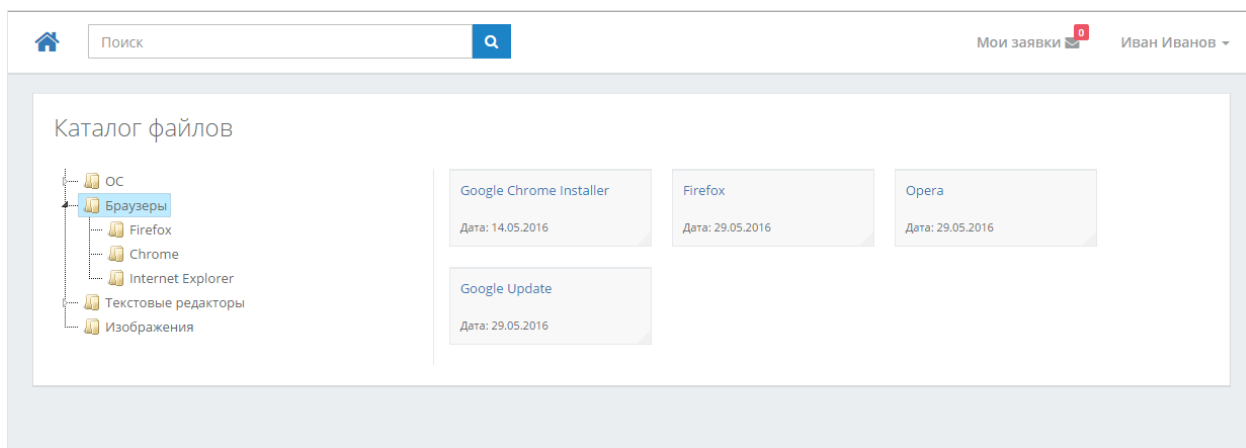 Поиск
Мои заявки 0
Иван Иванов
Каталог файлов
ОС
Браузеры
Firefox
Chrome
Internet Explorer
Текстовые редакторы
Изображения
Google Chrome Installer
Дата: 14.05.2016
Firefox
Дата: 29.05.2016
Opera
Дата: 29.05.2016
Google Update
Дата: 29.05.2016